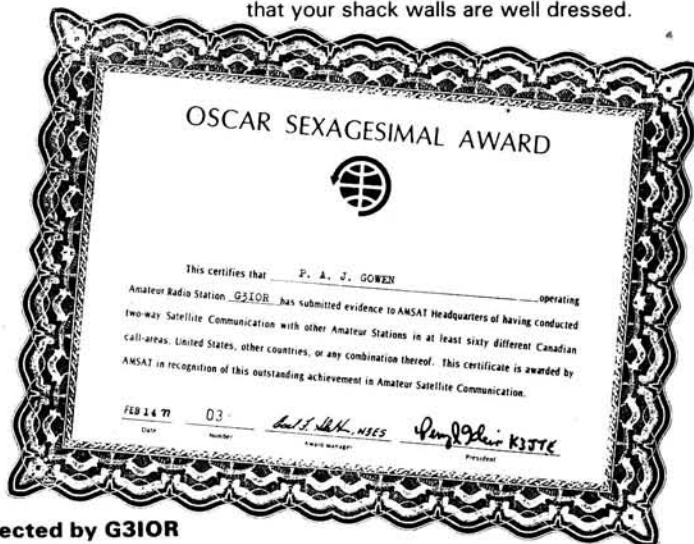 that your shack walls are well dressed.
OSCAR SEXAGESIMAL AWARD
This certifies that P. A. J. GOWEN operating
Amateur Radio Station G3IOR has submitted evidence to AMSAT Headquarters of having conducted
two-way Satellite Communication with other Amateur Stations in at least sixty different Canadian
call-areas, United States, other countries, or any combination thereof. This certificate is awarded by
AMSAT in recognition of this outstanding achievement in Amateur Satellite Communication.
FEB 14 77 03 N3ES K3JTE
Date Number AWARD MANAGER President
ected by G3IOR